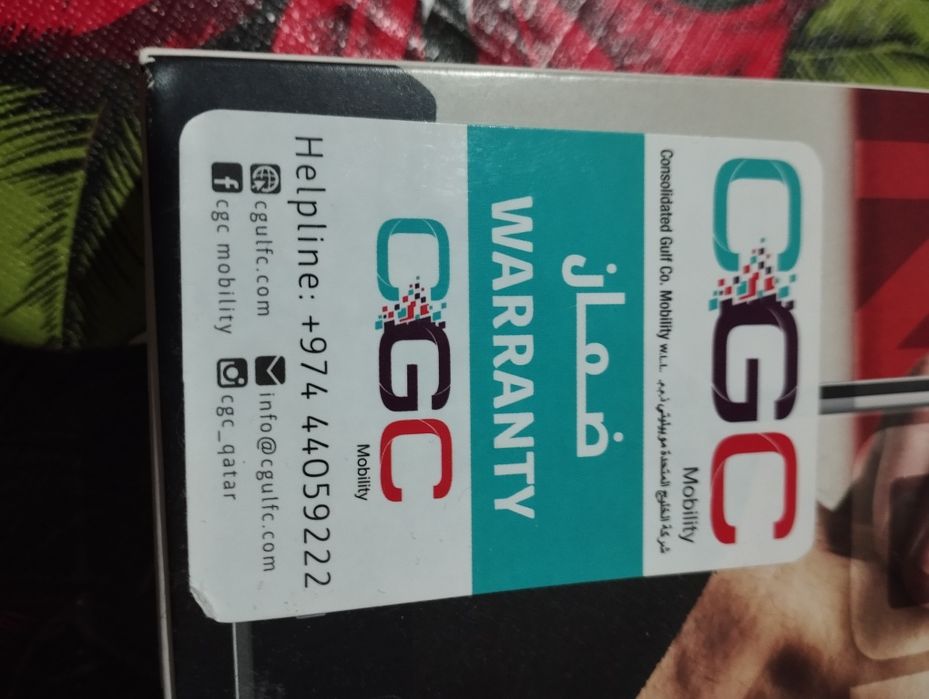 CGC
Mobility
Consolidated Gulf Co. Mobility W.L.L. شركة الخليج المتحدة موبيليتي ذ.م.م.
ضمان
WARRANTY
CGC
Mobility
Helpline: +974 44059222
cgulfc.com info@cgulfc.com
cgc mobility cgc_qatar